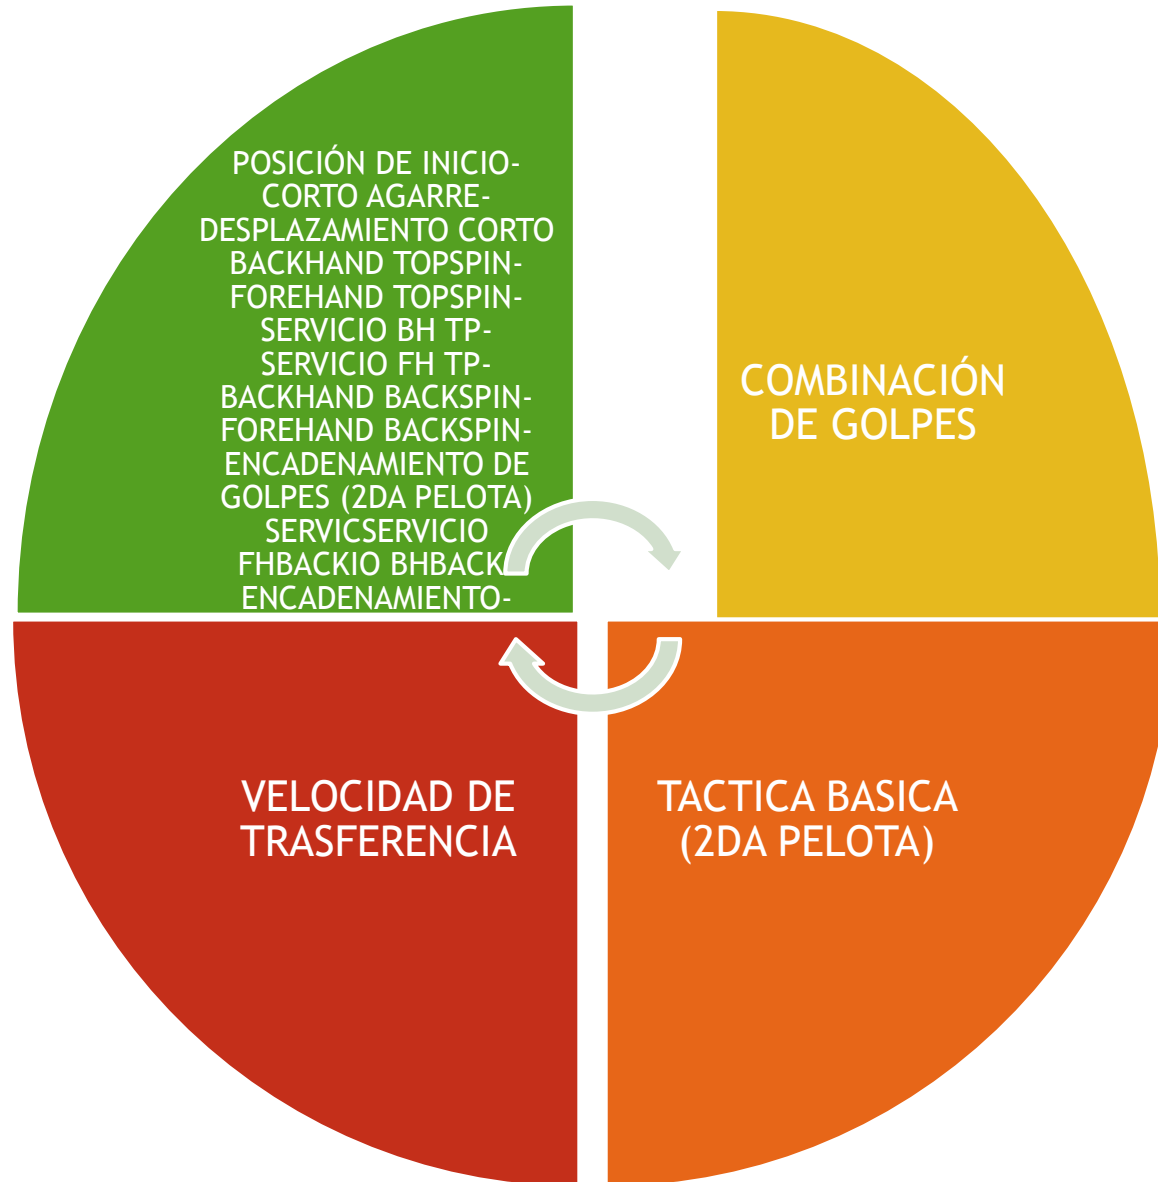 POSICIÓN DE INICIO-
CORTO AGARRE-
DESPLAZAMIENTO CORTO
BACKHAND TOPSPIN-
FOREHAND TOPSPIN-
SERVICIO BH TP-
SERVICIO FH TP-
BACKHAND BACKSPIN-
FOREHAND BACKSPIN-
ENCADENAMIENTO DE
GOLPES (2DA PELOTA)
SERVICSERVICIO
FHBACKIO BHBACK-
ENCADENAMIENTO-
COMBINACIÓN
DE GOLPES
VELOCIDAD DE
TRASFERENCIA
TACTICA BASICA
(2DA PELOTA)